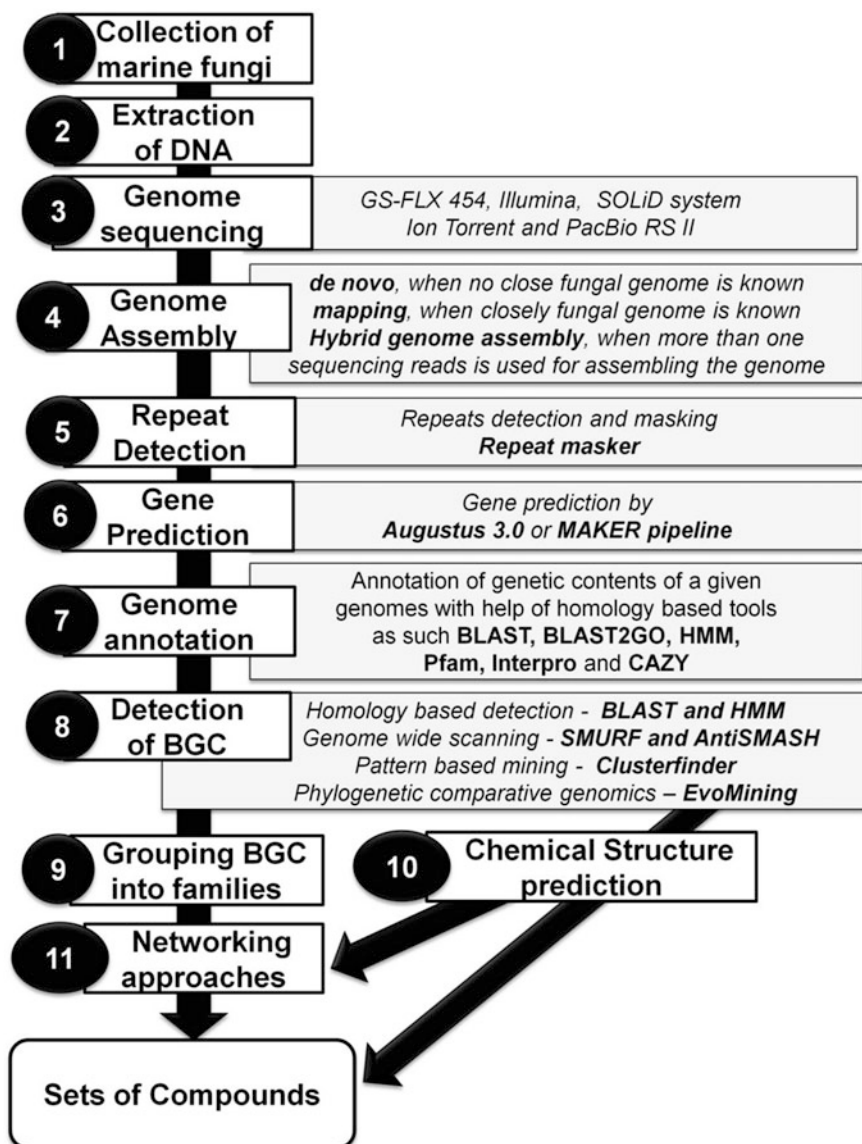 1
Collection of
marine fungi
2
Extraction
of DNA
3
Genome
sequencing
GS-FLX 454, Illumina, SOLiD system
Ion Torrent and PacBio RS II
4
Genome
Assembly
de novo, when no close fungal genome is known
mapping, when closely fungal genome is known
Hybrid genome assembly, when more than one
sequencing reads is used for assembling the genome
5
Repeat
Detection
Repeats detection and masking
Repeat masker
6
Gene
Prediction
Gene prediction by
Augustus 3.0 or MAKER pipeline
7
Genome
annotation
Annotation of genetic contents of a given
genomes with help of homology based tools
as such BLAST, BLAST2GO, HMM,
Pfam, Interpro and CAZY
8
Detection
of BGC
Homology based detection - BLAST and HMM
Genome wide scanning - SMURF and AntiSMASH
Pattern based mining - Clusterfinder
Phylogenetic comparative genomics – EvoMining
9
Grouping BGC
into families
10
Chemical Structure
prediction
11
Networking
approaches
Sets of Compounds